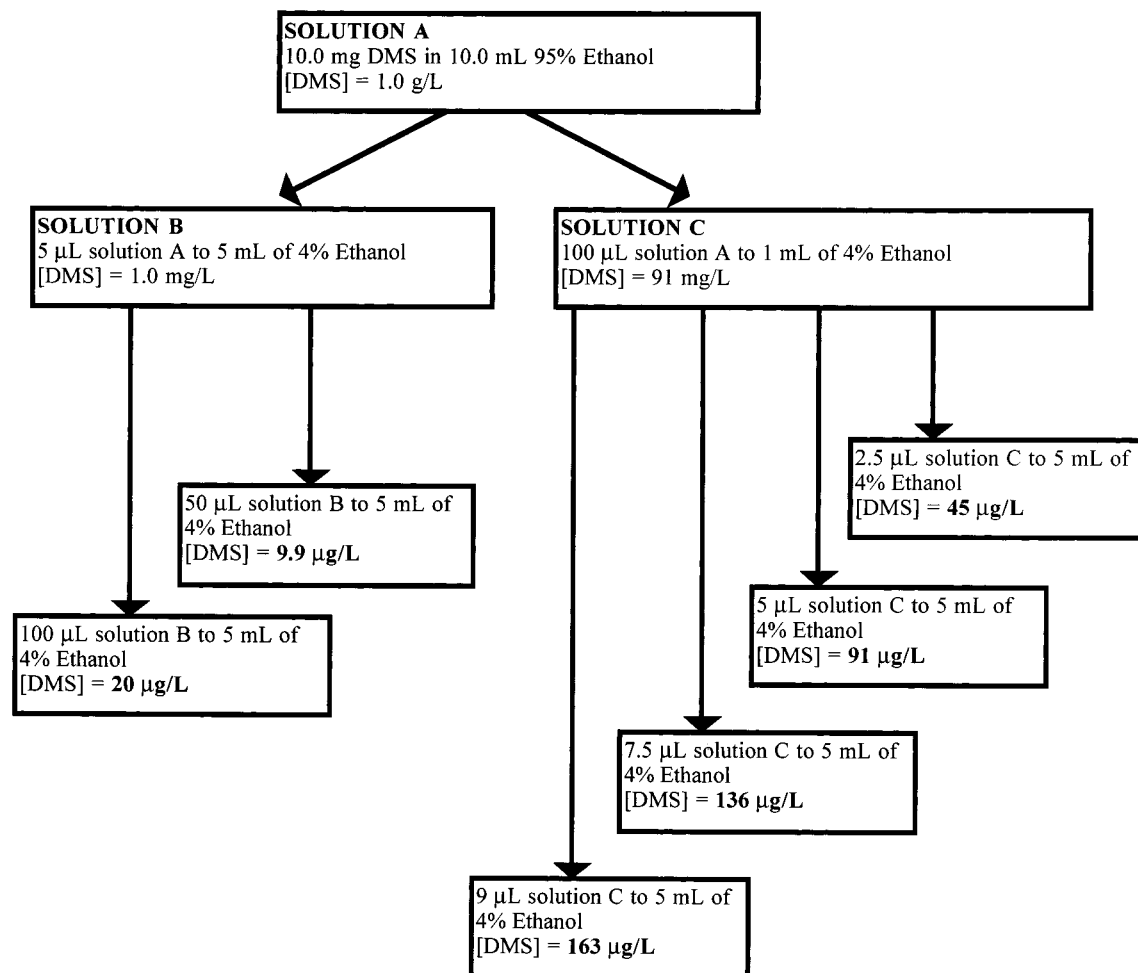 SOLUTION A
10.0 mg DMS in 10.0 mL 95% Ethanol
[DMS] = 1.0 g/L
SOLUTION B
5 μL solution A to 5 mL of 4% Ethanol
[DMS] = 1.0 mg/L
SOLUTION C
100 μL solution A to 1 mL of 4% Ethanol
[DMS] = 91 mg/L
2.5 μL solution C to 5 mL of
4% Ethanol
[DMS] = 45 μg/L
50 μL solution B to 5 mL of
4% Ethanol
[DMS] = 9.9 μg/L
5 μL solution C to 5 mL of
4% Ethanol
[DMS] = 91 μg/L
100 μL solution B to 5 mL of
4% Ethanol
[DMS] = 20 μg/L
7.5 μL solution C to 5 mL of
4% Ethanol
[DMS] = 136 μg/L
9 μL solution C to 5 mL of
4% Ethanol
[DMS] = 163 μg/L